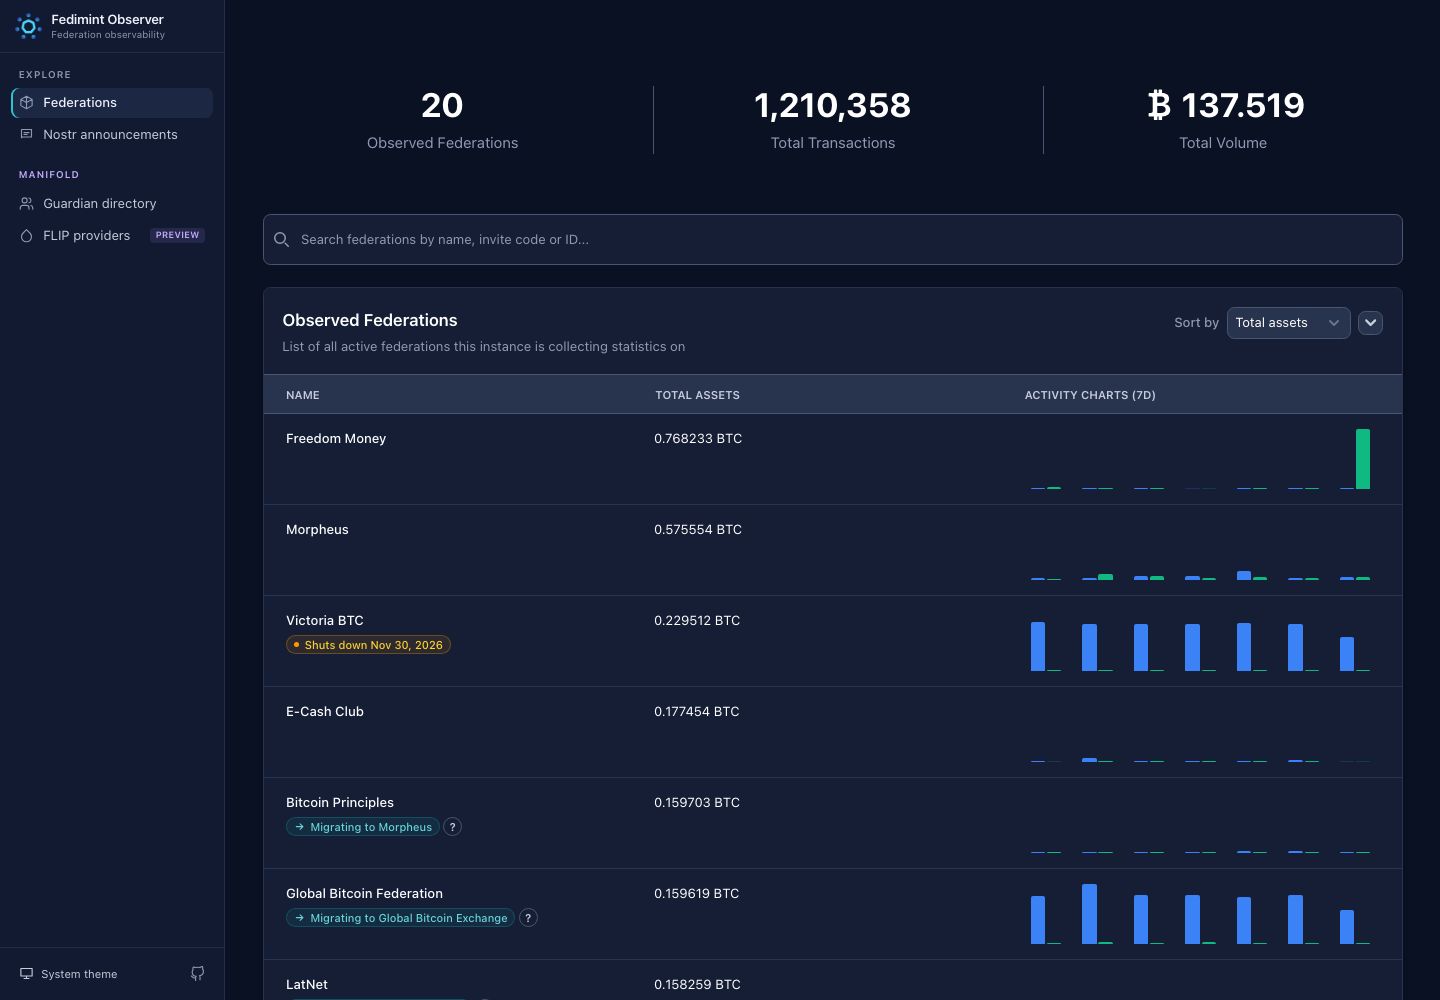 Fedimint Observer
Federation observability
EXPLORE
Federations
Nostr announcements
MANIFOLD
Guardian directory
FLIP providers PREVIEW
System theme
20
Observed Federations
1,210,358
Total Transactions
₿ 137.519
Total Volume
Search federations by name, invite code or ID...
Observed Federations
List of all active federations this instance is collecting statistics on
Sort by Total assets
NAME TOTAL ASSETS ACTIVITY CHARTS (7D)
Freedom Money 0.768233 BTC
Morpheus 0.575554 BTC
Victoria BTC 0.229512 BTC
Shuts down Nov 30, 2026
E-Cash Club 0.177454 BTC
Bitcoin Principles 0.159703 BTC
→ Migrating to Morpheus ?
Global Bitcoin Federation 0.159619 BTC
→ Migrating to Global Bitcoin Exchange ?
LatNet 0.158259 BTC